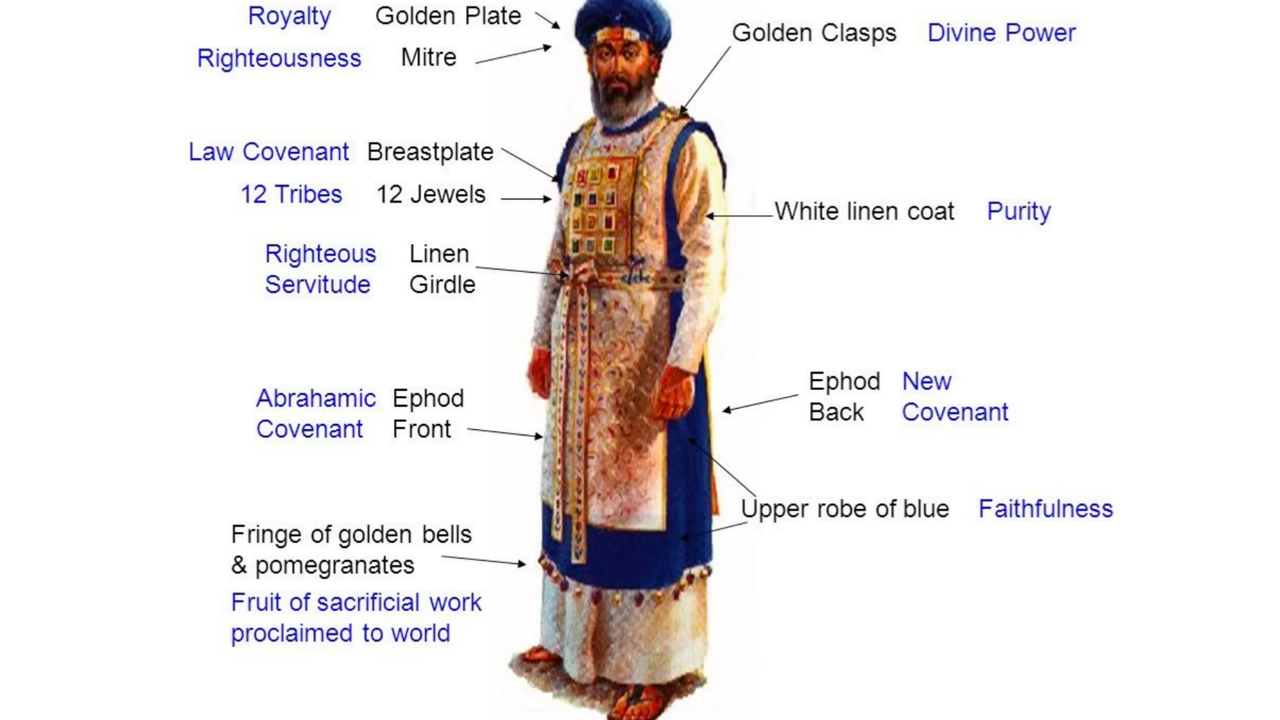 Royalty Golden Plate
Righteousness Mitre
Golden Clasps Divine Power
Law Covenant Breastplate
12 Tribes 12 Jewels
White linen coat Purity
Righteous Linen
Servitude Girdle
Abrahamic Ephod
Covenant Front
Ephod New
Back Covenant
Upper robe of blue Faithfulness
Fringe of golden bells
& pomegranates
Fruit of sacrificial work
proclaimed to world